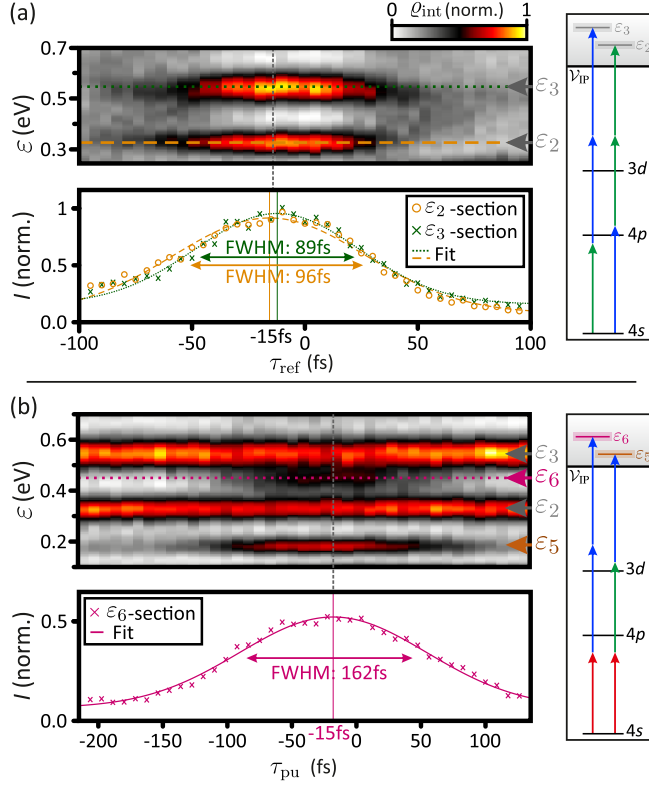 (a)
ϱint (norm.)
0 1
0.7
0.5
0.3
ε (eV)
ε3
ε2
1
0.5
0.0
I (norm.)
ε2 -section
ε3 -section
Fit
FWHM: 89fs
FWHM: 96fs
-15fs
-100 -50 0 50 100
τref (fs)
ε3
ε2
VIP
3d
4p
4s
(b)
0.6
0.4
0.2
ε (eV)
ε3
ε6
ε2
ε5
0.5
0.0
I (norm.)
ε6-section
Fit
FWHM: 162fs
-15fs
-200 -150 -100 -50 0 50 100
τpu (fs)
ε6
ε5
VIP
3d
4p
4s